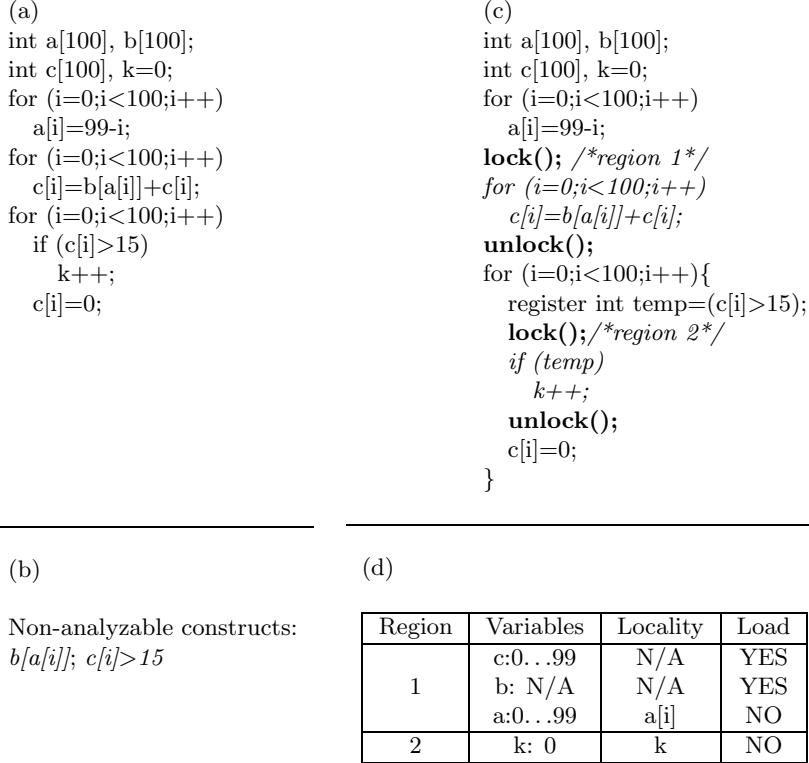 (a)
int a[100], b[100];
int c[100], k=0;
for (i=0;i<100;i++)
a[i]=99-i;
for (i=0;i<100;i++)
c[i]=b[a[i]]+c[i];
for (i=0;i<100;i++)
if (c[i]>15)
k++;
c[i]=0;
(c)
int a[100], b[100];
int c[100], k=0;
for (i=0;i<100;i++)
a[i]=99-i;
lock(); /*region 1*/
for (i=0;i<100;i++)
c[i]=b[a[i]]+c[i];
unlock();
for (i=0;i<100;i++){
register int temp=(c[i]>15);
lock();/*region 2*/
if (temp)
k++;
unlock();
c[i]=0;
}
(b)
Non-analyzable constructs:
b[a[i]]; c[i]>15
(d)
Region Variables Locality Load
c:0...99 N/A YES
1 b: N/A N/A YES
a:0...99 a[i] NO
2 k: 0 k NO